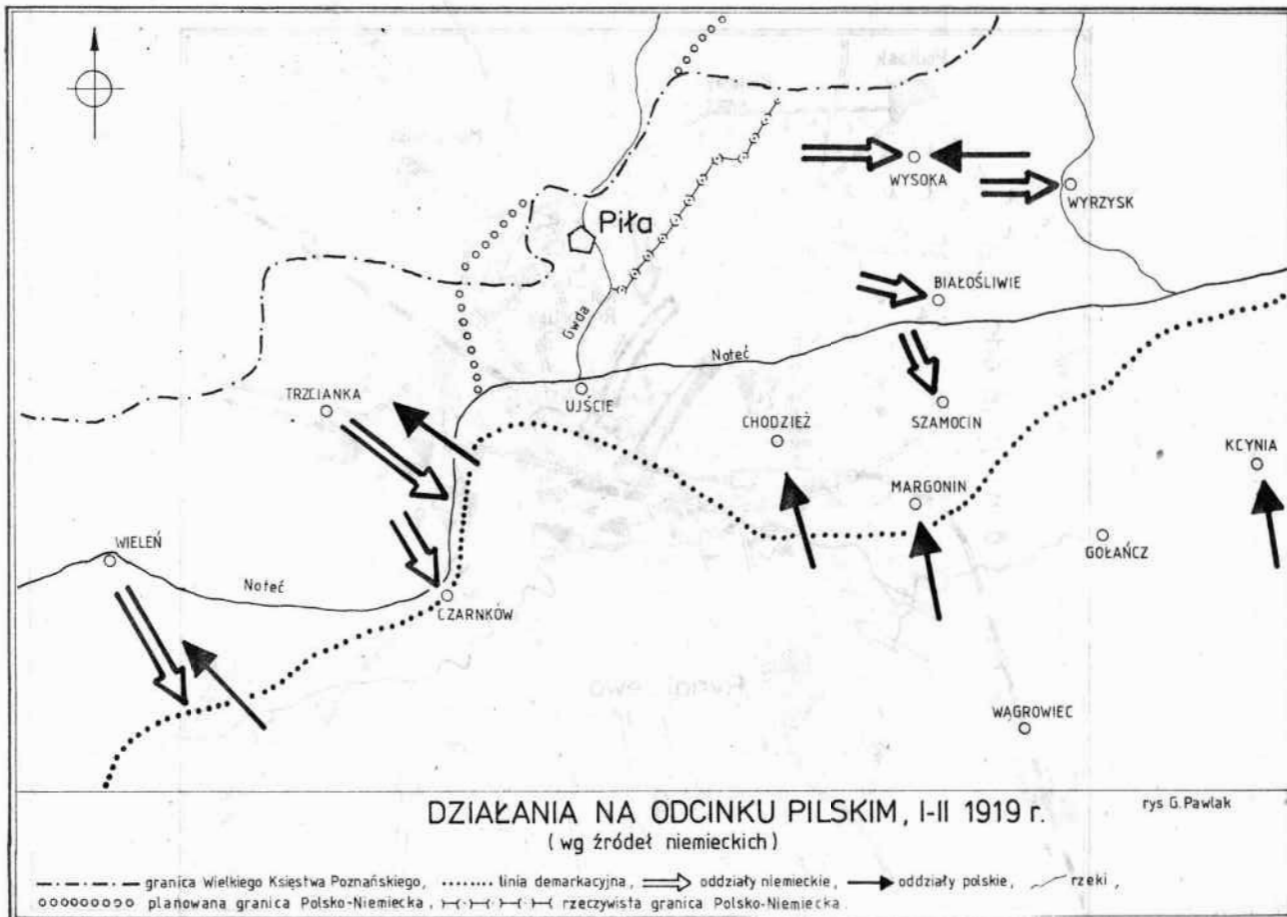 WYSOKA
WYRZYSK
Piła
BIAŁOŚLIWIE
Gwda
Noteć
TRZCIANKA
UJŚCIE
CHODZIEŻ
SZAMOCIN
KCYNIA
MARGONIN
GOŁAŃCZ
WIELEŃ
Noteć
CZARNKÓW
WĄGROWIEC
DZIAŁANIA NA ODCINKU PILSKIM, I-II 1919 r.
rys G. Pawlak
(wg źródeł niemieckich)
granica Wielkiego Księstwa Poznańskiego, linia demarkacyjna, oddziały niemieckie, oddziały polskie, rzeki,
planowana granica Polsko-Niemiecka, rzeczywista granica Polsko-Niemiecka.